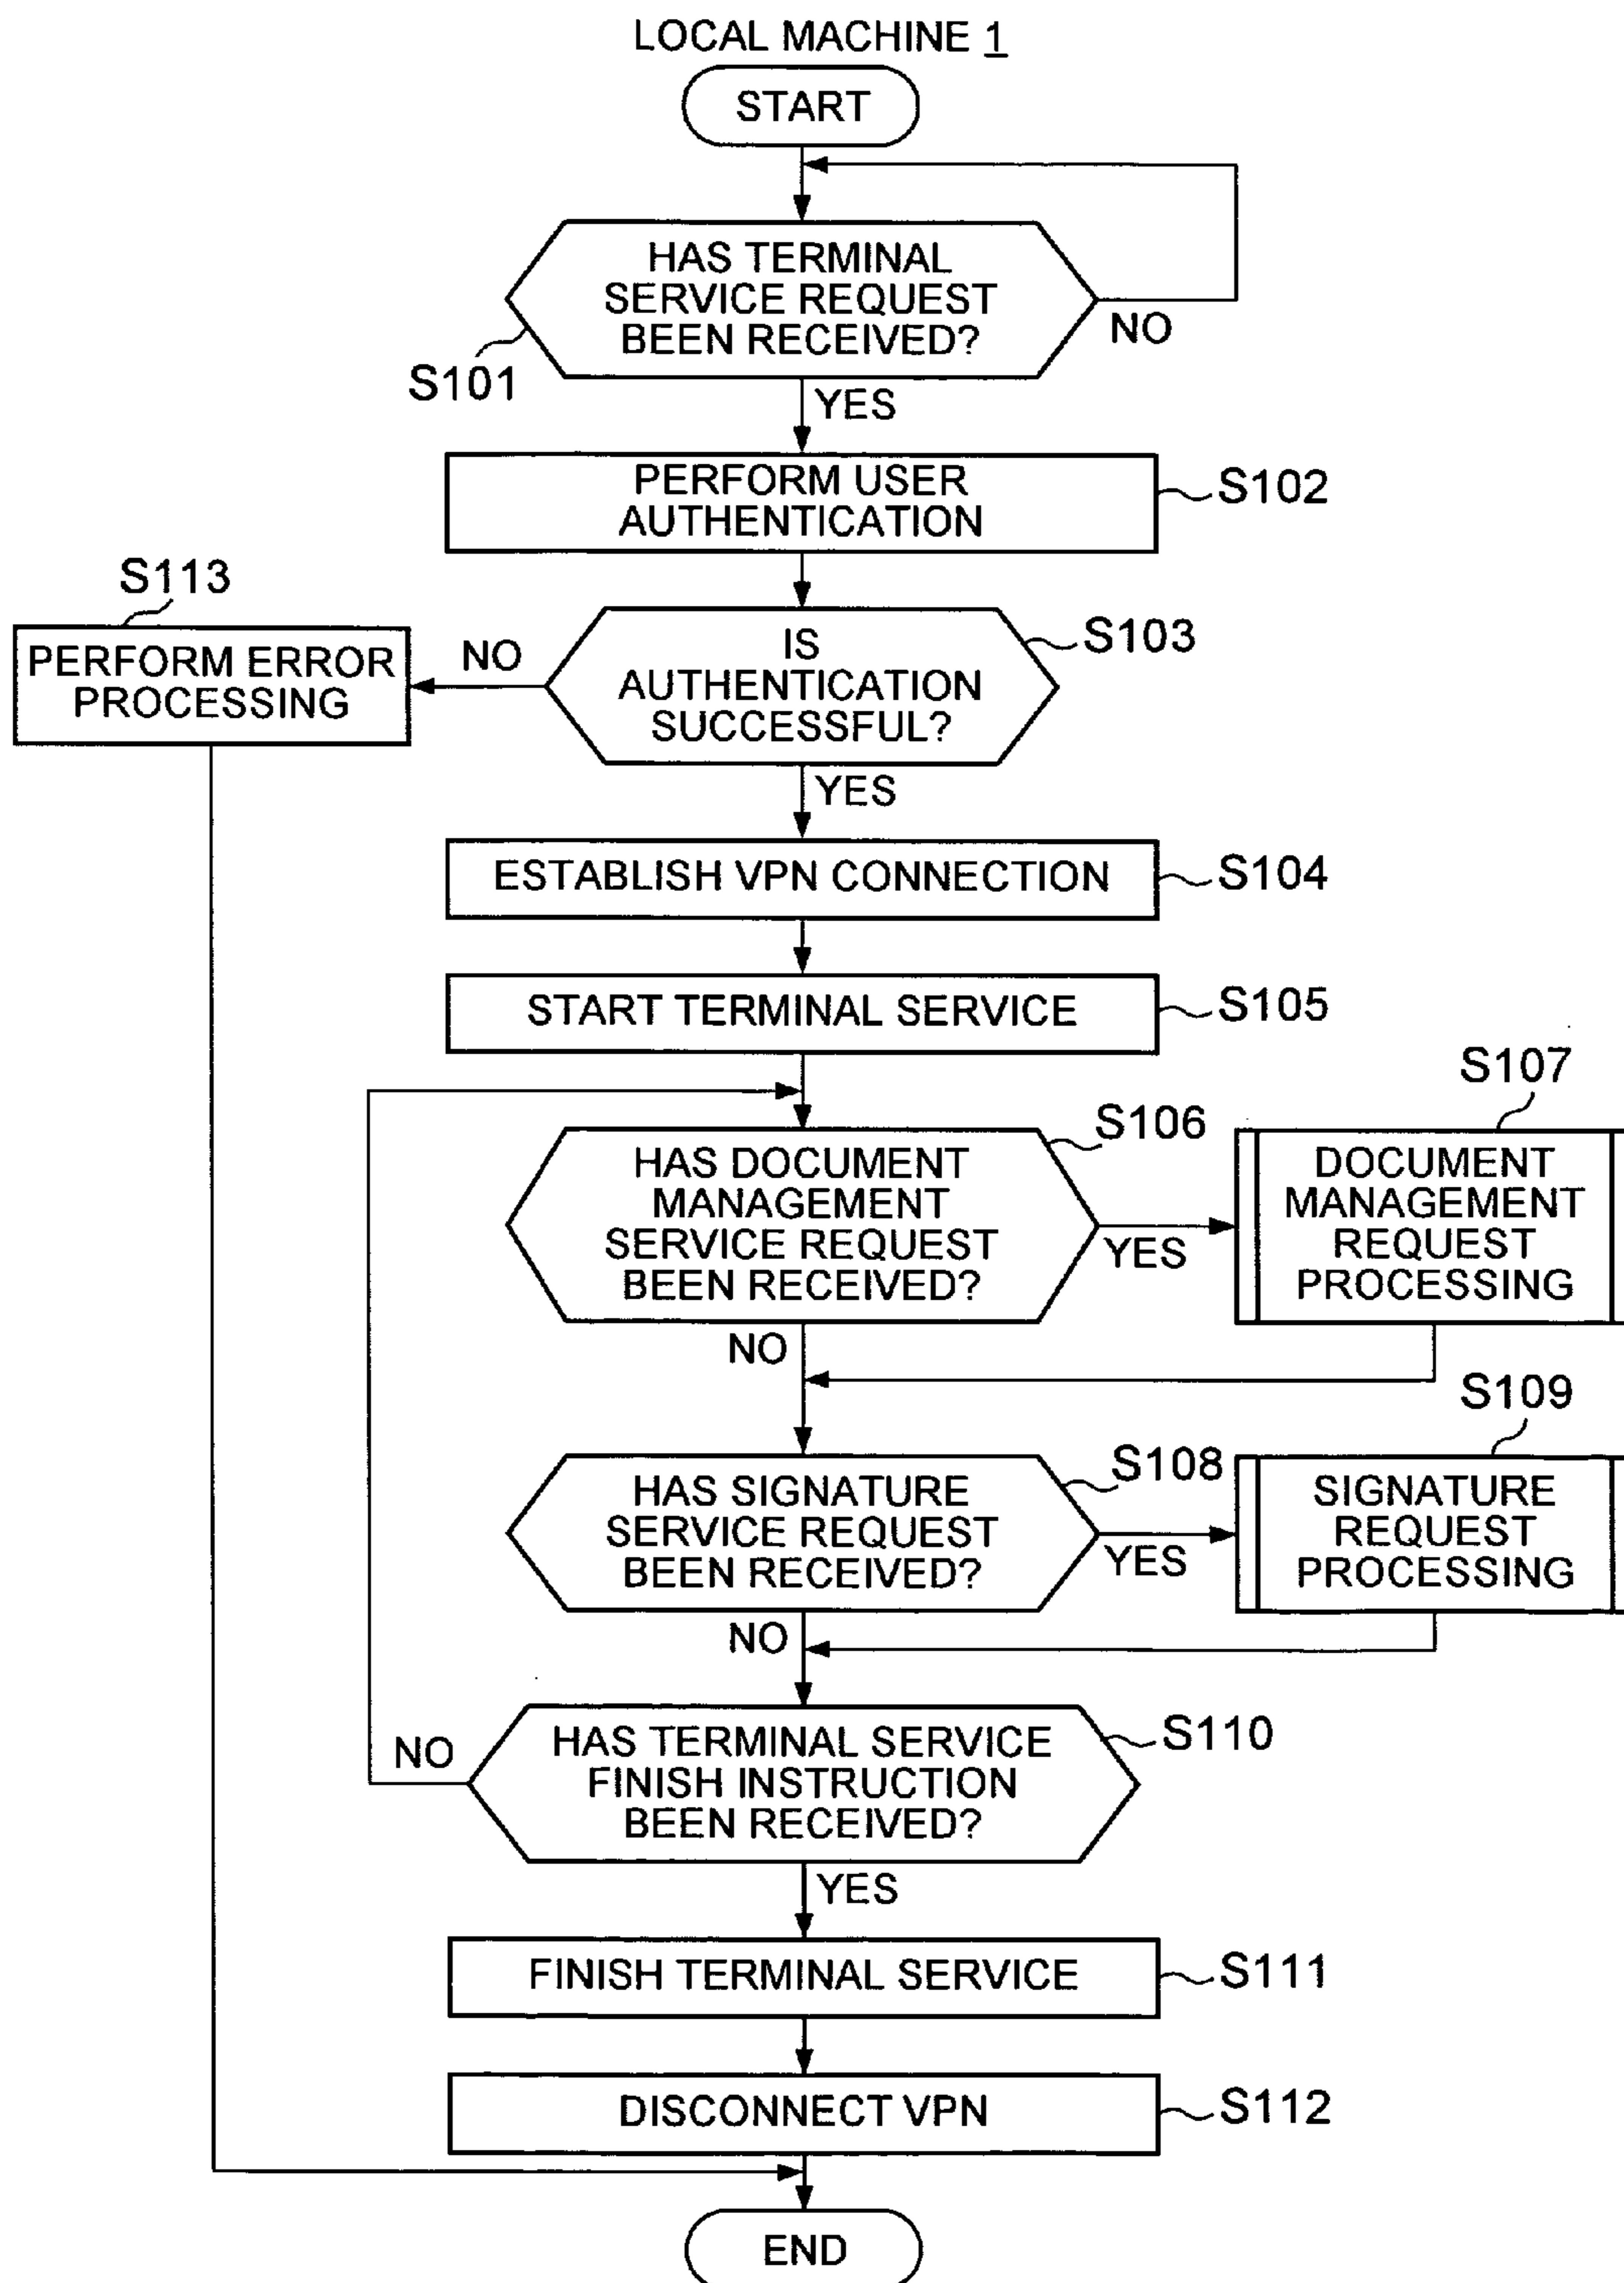 LOCAL MACHINE 1
START
HAS TERMINAL
SERVICE REQUEST
BEEN RECEIVED?
NO
S101
YES
PERFORM USER
AUTHENTICATION
S102
S113
PERFORM ERROR
PROCESSING
NO
IS
AUTHENTICATION
SUCCESSFUL?
S103
YES
ESTABLISH VPN CONNECTION
S104
START TERMINAL SERVICE
S105
S106
HAS DOCUMENT
MANAGEMENT
SERVICE REQUEST
BEEN RECEIVED?
YES
S107
DOCUMENT
MANAGEMENT
REQUEST
PROCESSING
NO
S108
HAS SIGNATURE
SERVICE REQUEST
BEEN RECEIVED?
YES
S109
SIGNATURE
REQUEST
PROCESSING
NO
S110
HAS TERMINAL SERVICE
FINISH INSTRUCTION
BEEN RECEIVED?
NO
YES
FINISH TERMINAL SERVICE
S111
DISCONNECT VPN
S112
END